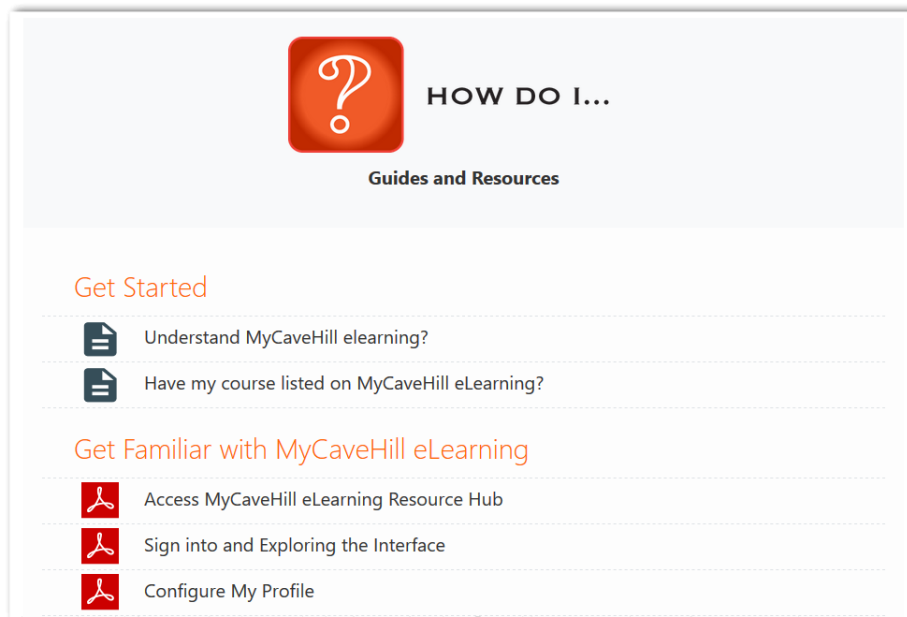 ?
HOW DO I...
Guides and Resources
Get Started
Understand MyCaveHill elearning?
Have my course listed on MyCaveHill eLearning?
Get Familiar with MyCaveHill eLearning
Access MyCaveHill eLearning Resource Hub
Sign into and Exploring the Interface
Configure My Profile